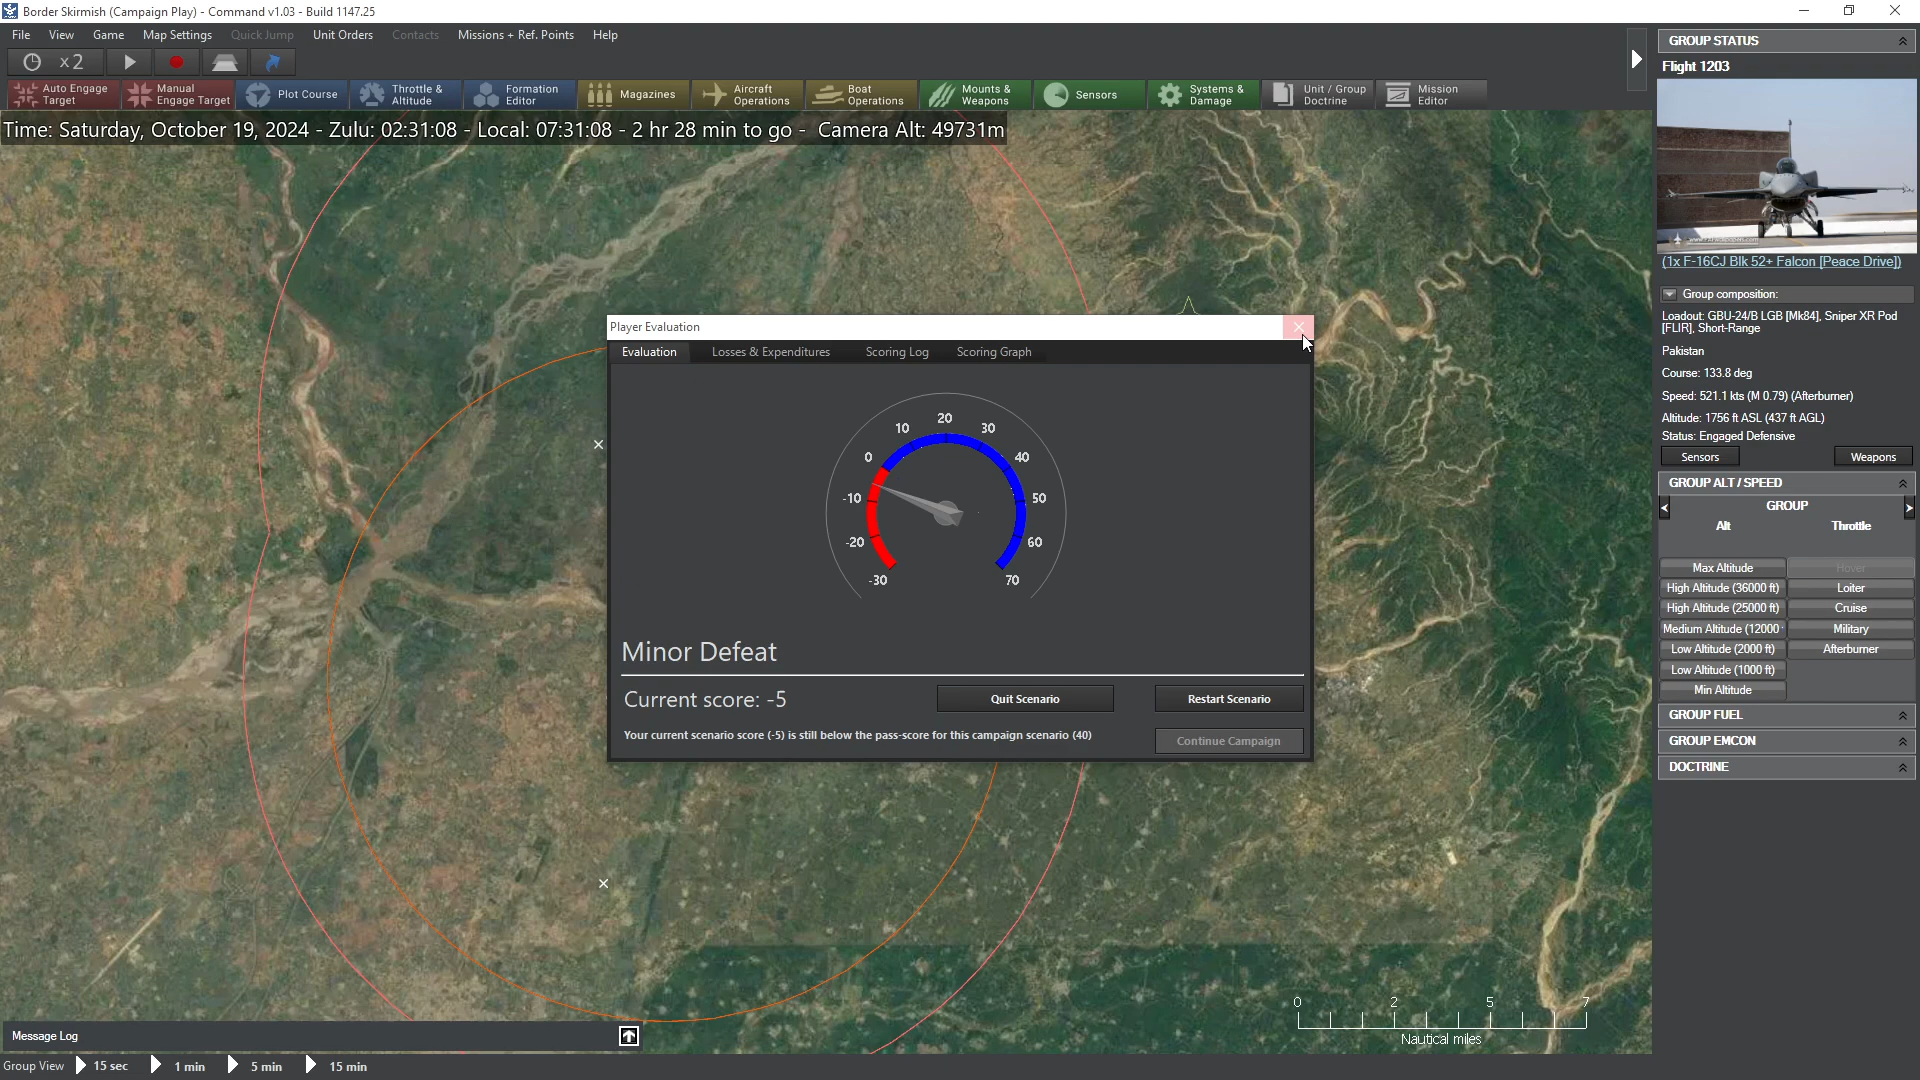 Border Skirmish (Campaign Play) - Command v1.03 - Build 1147.25
File View Game Map Settings Quick Jump Unit Orders Contacts Missions + Ref. Points Help
x 2
Auto Engage Target
Manual Engage Target
Plot Course
Throttle & Altitude
Formation Editor
Magazines
Aircraft Operations
Boat Operations
Mounts & Weapons
Sensors
Systems & Damage
Unit / Group Doctrine
Mission Editor
Time: Saturday, October 19, 2024 - Zulu: 02:31:08 - Local: 07:31:08 - 2 hr 28 min to go - Camera Alt: 49731m
Player Evaluation
Evaluation Losses & Expenditures Scoring Log Scoring Graph
20
10 30
0 40
-10 50
-20 60
-30 70
Minor Defeat
Current score: -5
Quit Scenario
Restart Scenario
Your current scenario score (-5) is still below the pass-score for this campaign scenario (40)
Continue Campaign
0 2 5 7
Nautical miles
Message Log
Group View 15 sec 1 min 5 min 15 min
GROUP STATUS
Flight 1203
(1x F-16CJ Blk 52+ Falcon [Peace Drive])
Group composition:
Loadout: GBU-24/B LGB [Mk84], Sniper XR Pod
[FLIR], Short-Range
Pakistan
Course: 133.8 deg
Speed: 521.1 kts (M 0.79) (Afterburner)
Altitude: 1756 ft ASL (437 ft AGL)
Status: Engaged Defensive
Sensors Weapons
GROUP ALT / SPEED
GROUP
Alt Throttle
Max Altitude Hover
High Altitude (36000 ft) Loiter
High Altitude (25000 ft) Cruise
Medium Altitude (12000 Military
Low Altitude (2000 ft) Afterburner
Low Altitude (1000 ft)
Min Altitude
GROUP FUEL
GROUP EMCON
DOCTRINE